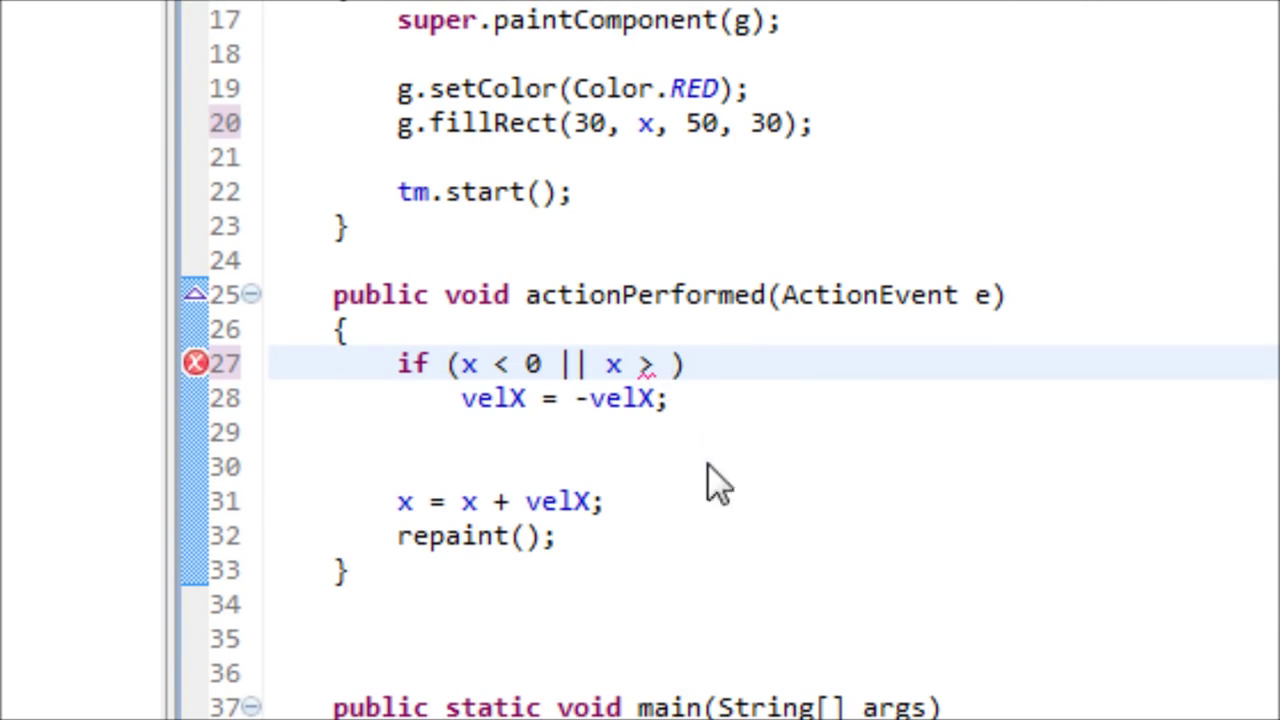 17 super.paintComponent(g);
18
19 g.setColor(Color.RED);
20 g.fillRect(30, x, 50, 30);
21
22 tm.start();
23 }
24
25 public void actionPerformed(ActionEvent e)
26 {
27 if (x < 0 || x > )
28 velX = -velX;
29
30
31 x = x + velX;
32 repaint();
33 }
34
35
36
37 public static void main(String[] args)